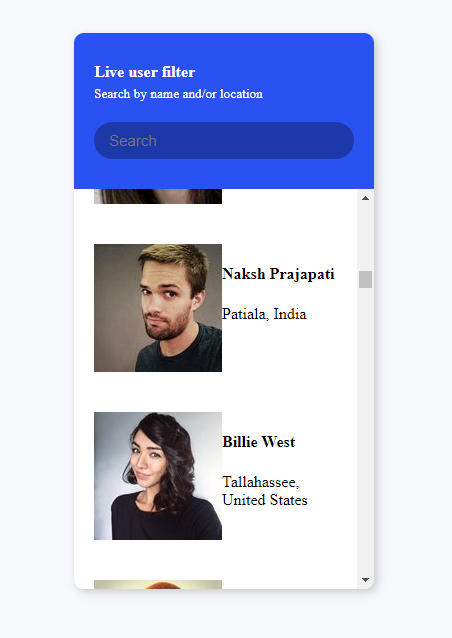 Live user filter
Search by name and/or location
Search
Naksh Prajapati
Patiala, India
Billie West
Tallahassee,
United States